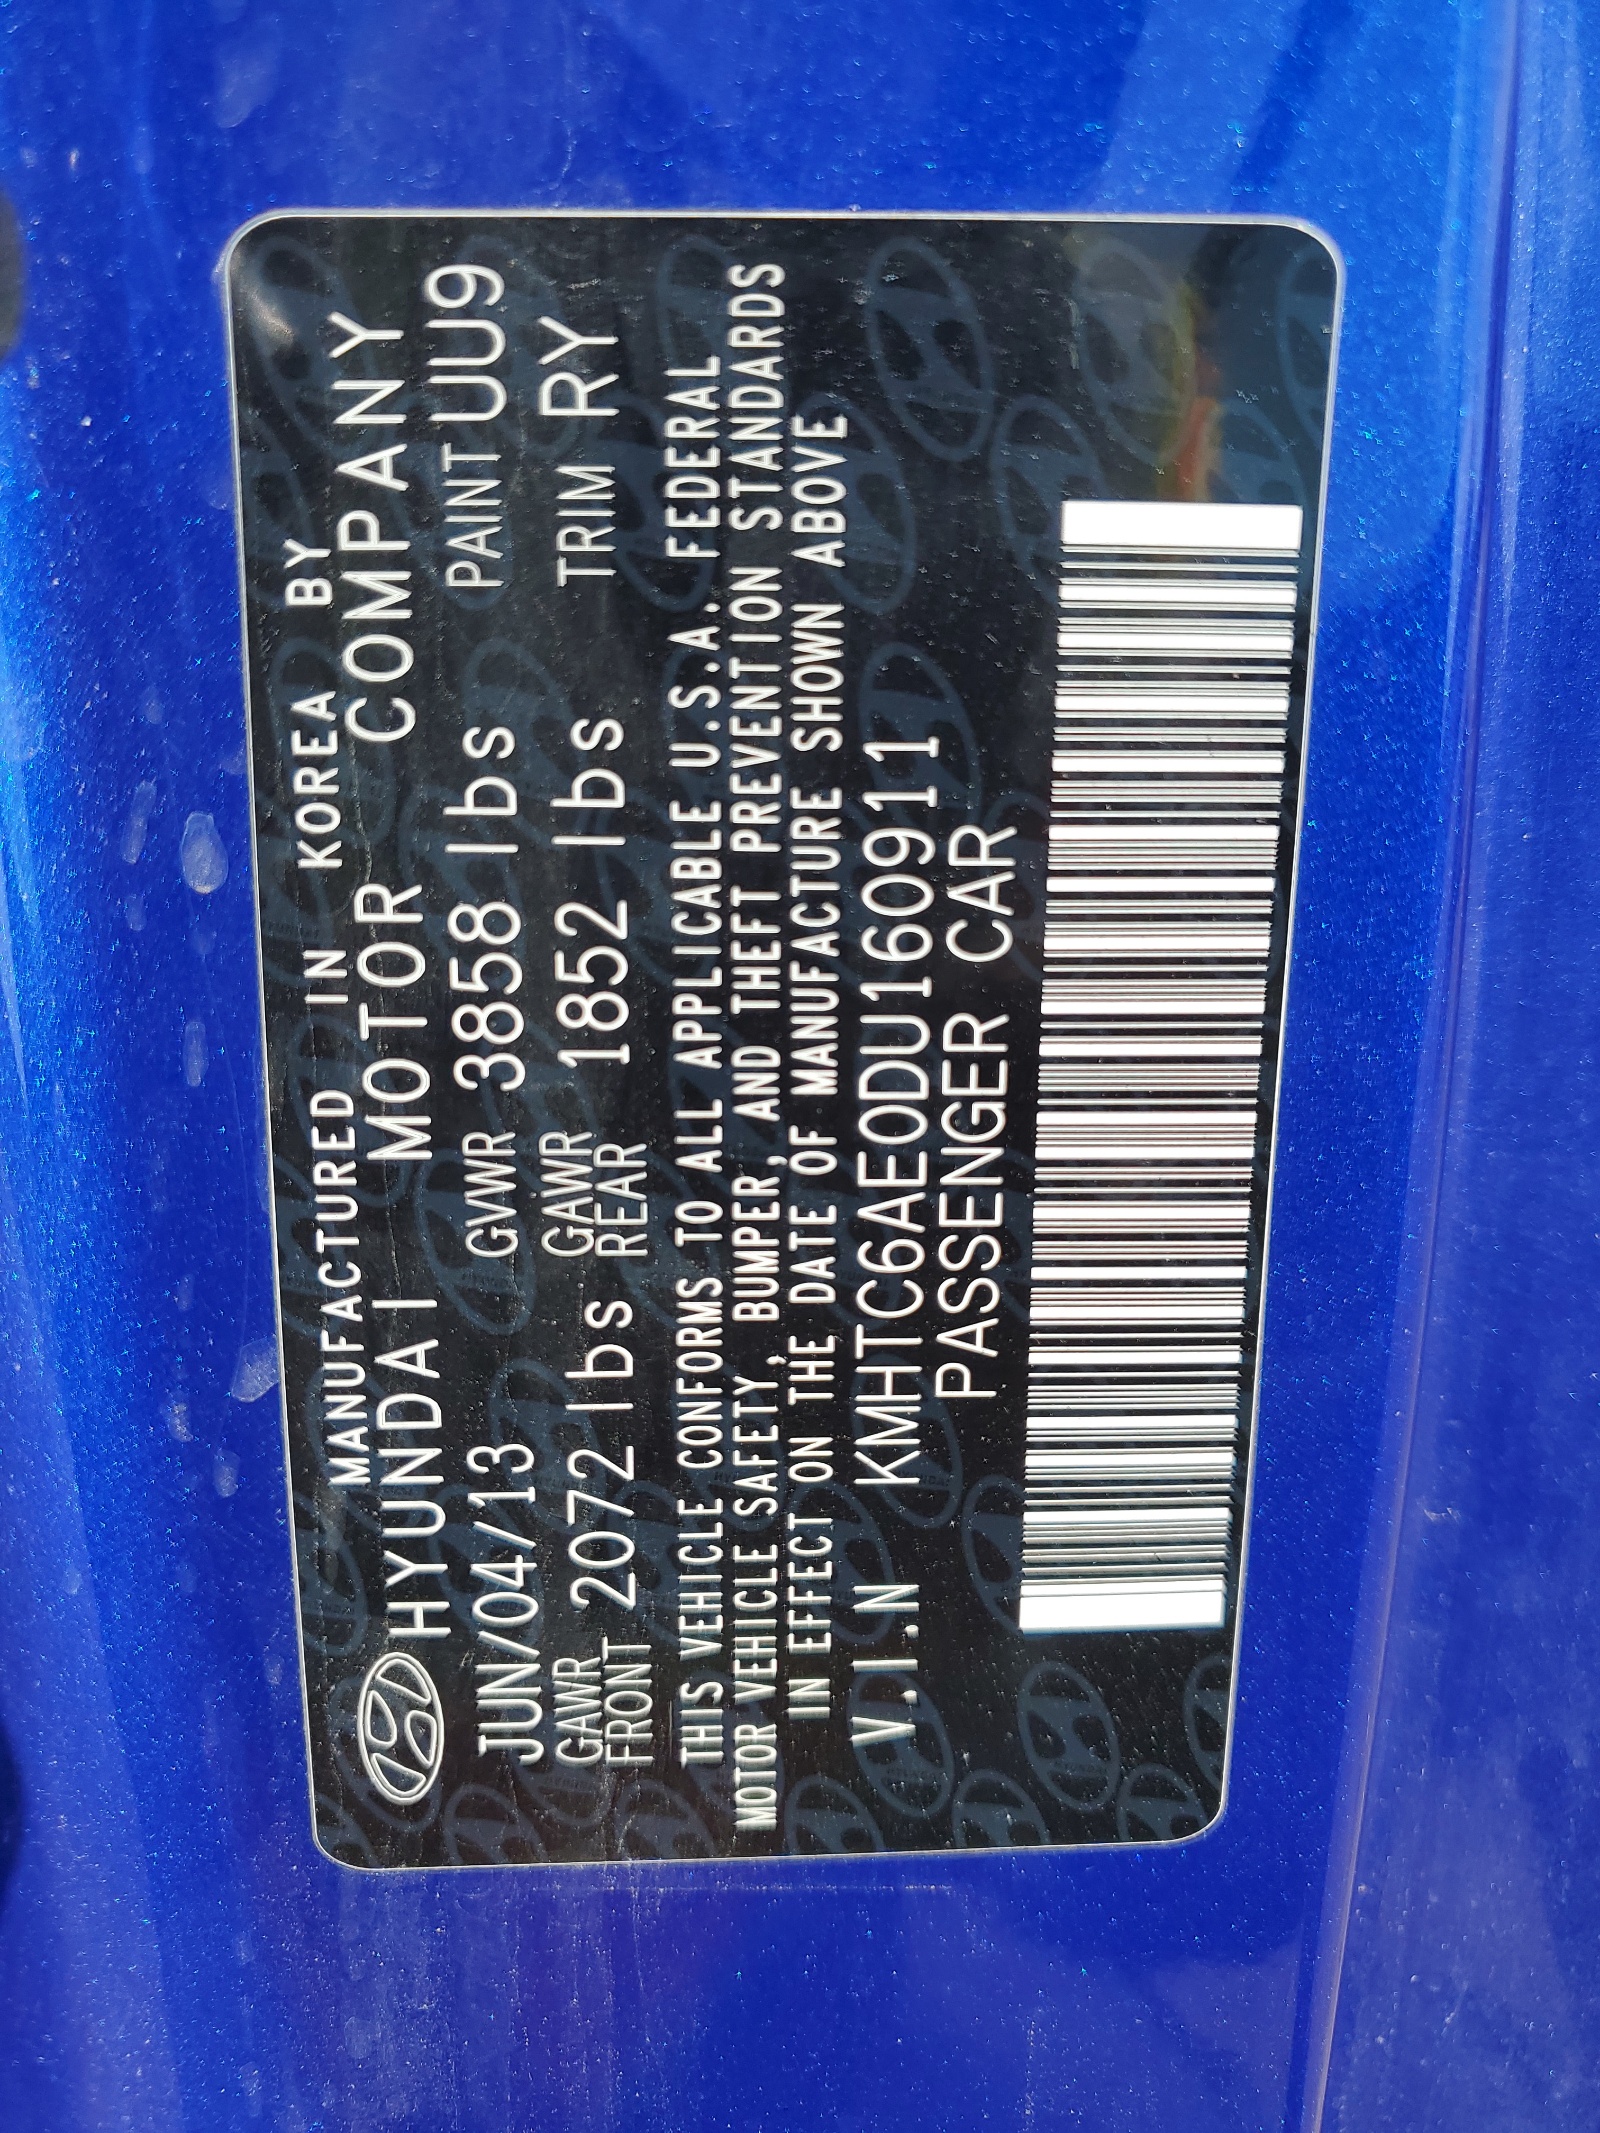 MANUFACTURED IN KOREA BY
HYUNDAI MOTOR COMPANY
JUN/04/13 GVWR 3858 lbs PAINT UU9
GAWR FRONT 2072 lbs GAWR REAR 1852 lbs TRIM RY
THIS VEHICLE CONFORMS TO ALL APPLICABLE U.S.A. FEDERAL
MOTOR VEHICLE SAFETY, BUMPER, AND THEFT PREVENTION STANDARDS
IN EFFECT ON THE DATE OF MANUFACTURE SHOWN ABOVE
V.I.N KMHTC6AE0DU160911
PASSENGER CAR